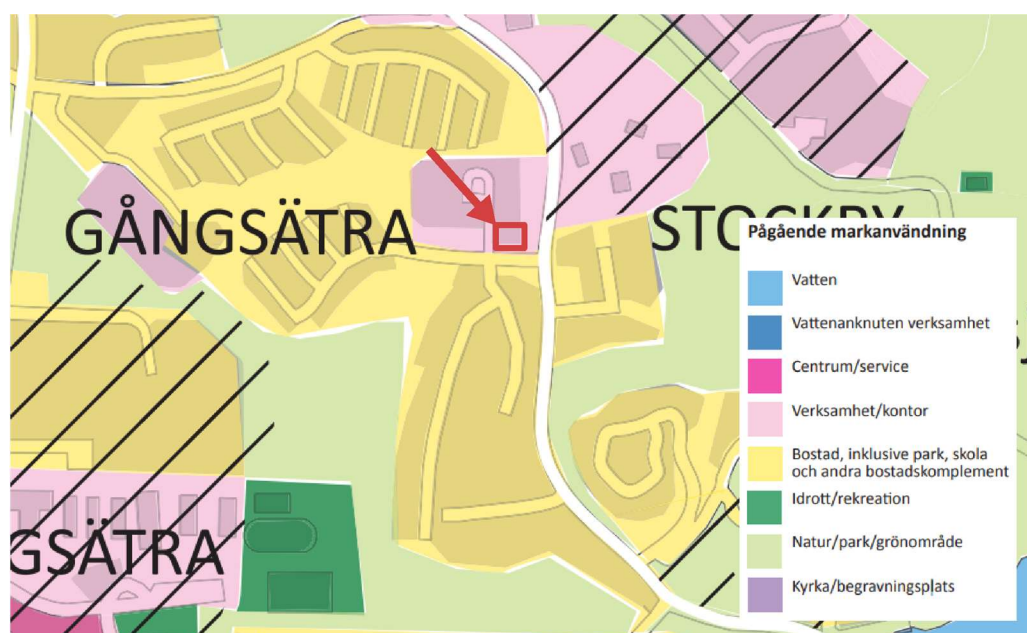 GÅNGSÄTRA
STOCKBY
Pågående markanvändning
Vatten
Vattenanknuten verksamhet
Centrum/service
Verksamhet/kontor
Bostad, inklusive park, skola
och andra bostadskomplement
Idrott/rekreation
Natur/park/grönområde
Kyrka/begravningsplats
GSÄTRA